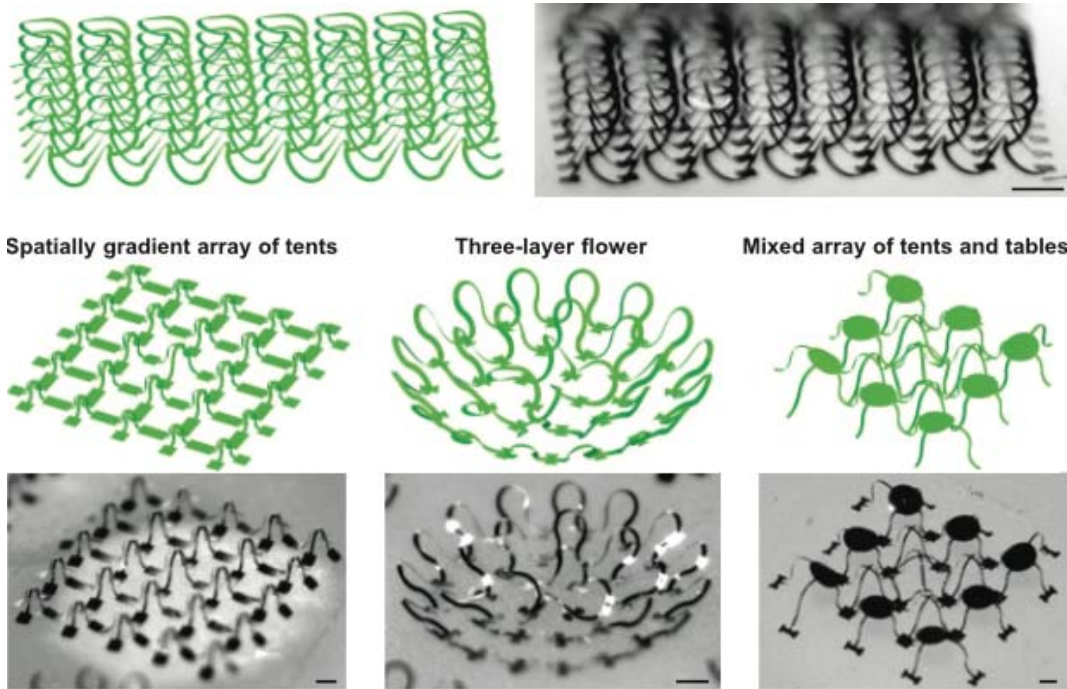 Spatially gradient array of tents
Three-layer flower
Mixed array of tents and tables